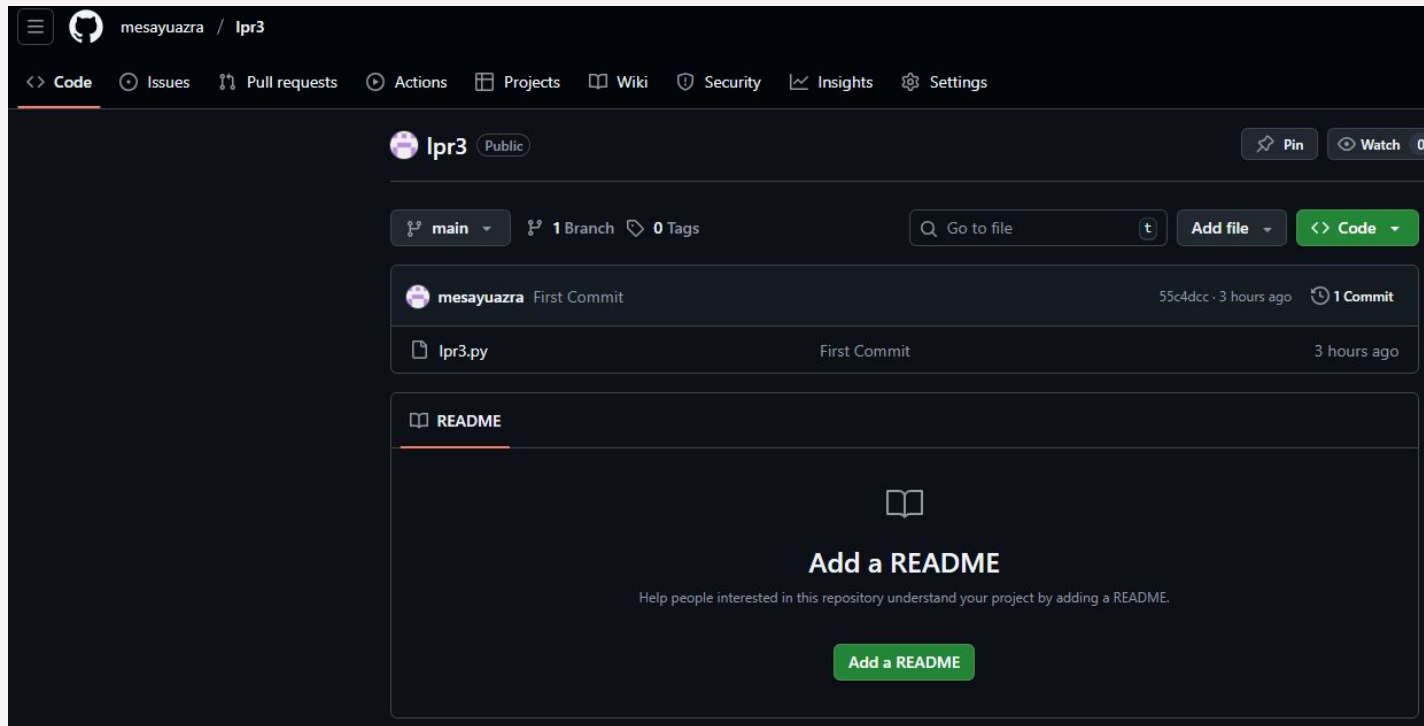 mesayuazra / lpr3
Code Issues Pull requests Actions Projects Wiki Security Insights Settings
lpr3 Public Pin Watch 0
main 1 Branch 0 Tags Go to file t Add file Code
mesayuazra First Commit 55c4dcc · 3 hours ago 1 Commit
lpr3.py First Commit 3 hours ago
README
Add a README
Help people interested in this repository understand your project by adding a README.
Add a README